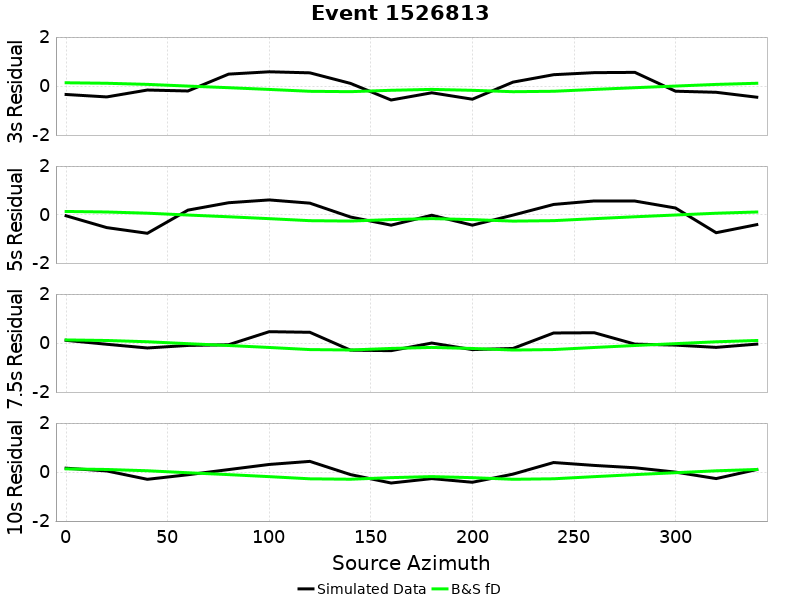 Event 1526813
3s Residual
2
0
-2
5s Residual
2
0
-2
7.5s Residual
2
0
-2
10s Residual
2
0
-2
0 50 100 150 200 250 300
Source Azimuth
Simulated Data B&S fD